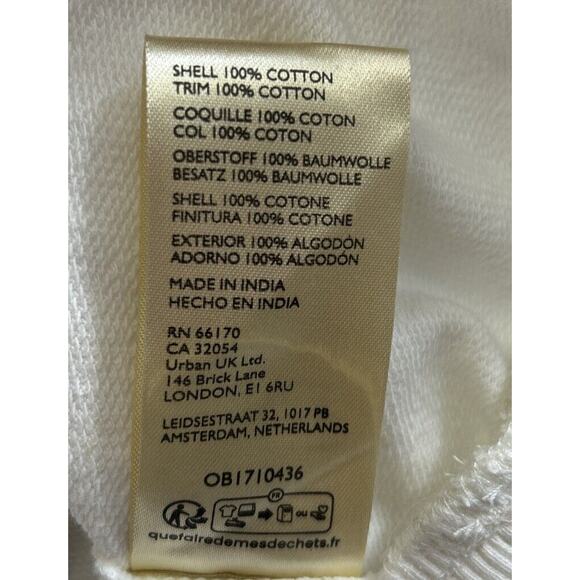 SHELL 100% COTTON
TRIM 100% COTTON
COQUILLE 100% COTON
COL 100% COTON
OBERSTOFF 100% BAUMWOLLE
BESATZ 100% BAUMWOLLE
SHELL 100% COTONE
FINITURA 100% COTONE
EXTERIOR 100% ALGODÓN
ADORNO 100% ALGODÓN
MADE IN INDIA
HECHO EN INDIA
RN 66170
CA 32054
Urban UK Ltd.
146 Brick Lane
LONDON, E1 6RU
LEIDSESTRAAT 32, 1017 PB
AMSTERDAM, NETHERLANDS
OB1710436
FR
OU
quefairedemesdechets.fr